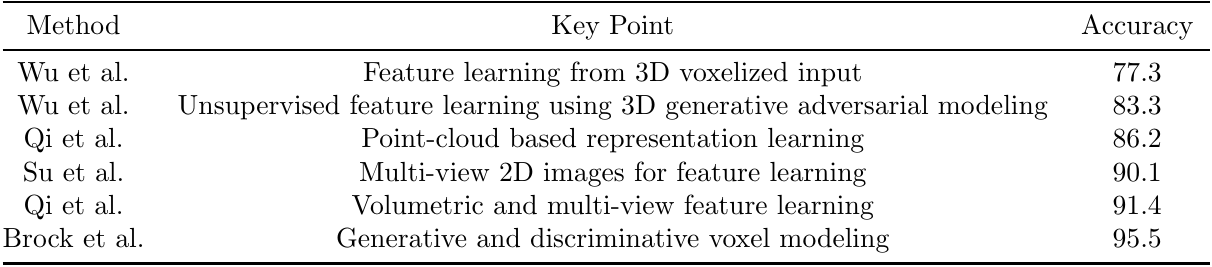 Method Key Point Accuracy
Wu et al. Feature learning from 3D voxelized input 77.3
Wu et al. Unsupervised feature learning using 3D generative adversarial modeling 83.3
Qi et al. Point-cloud based representation learning 86.2
Su et al. Multi-view 2D images for feature learning 90.1
Qi et al. Volumetric and multi-view feature learning 91.4
Brock et al. Generative and discriminative voxel modeling 95.5